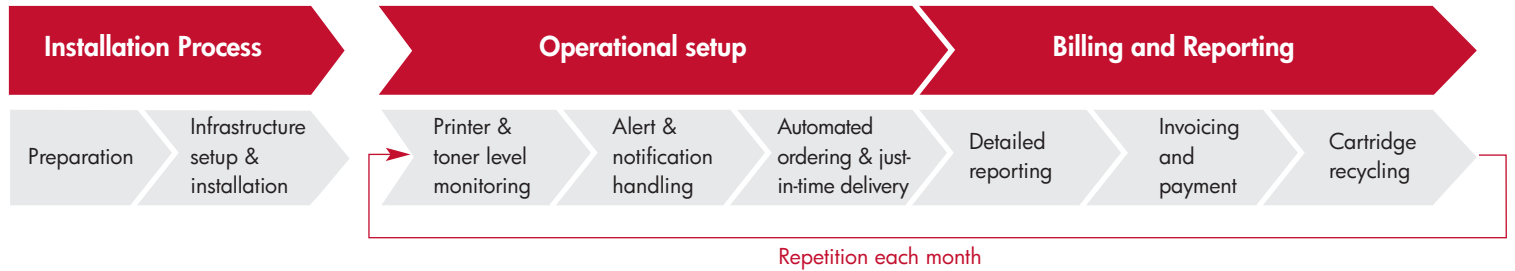 Installation Process
Operational setup
Billing and Reporting
Preparation
Infrastructure
setup &
installation
Printer &
toner level
monitoring
Alert &
notification
handling
Automated
ordering & just-
in-time delivery
Detailed
reporting
Invoicing
and
payment
Cartridge
recycling
Repetition each month